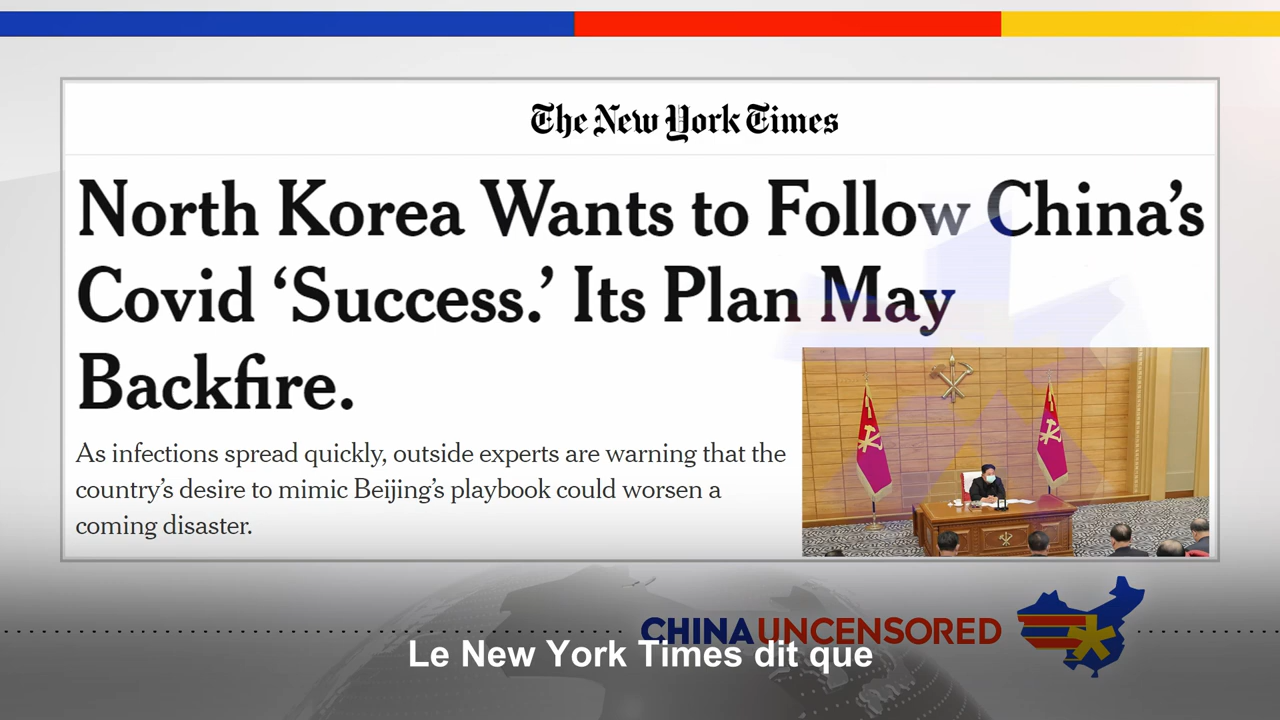 The New York Times
North Korea Wants to Follow China’s
Covid ‘Success.’ Its Plan May
Backfire.
As infections spread quickly, outside experts are warning that the
country’s desire to mimic Beijing’s playbook could worsen a
coming disaster.
CHINA UNCENSORED
Le New York Times dit que